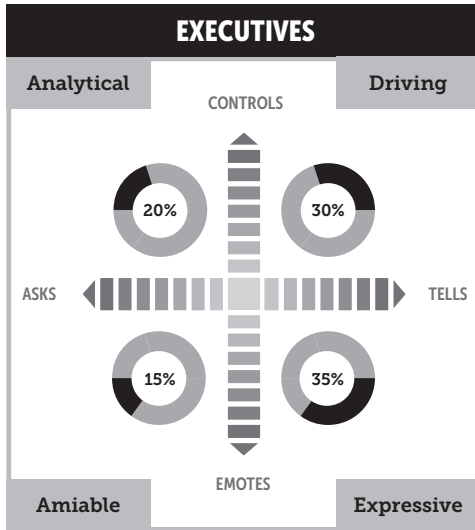 EXECUTIVES
Analytical
Driving
CONTROLS
20%
30%
ASKS
TELLS
15%
35%
EMOTES
Amiable
Expressive